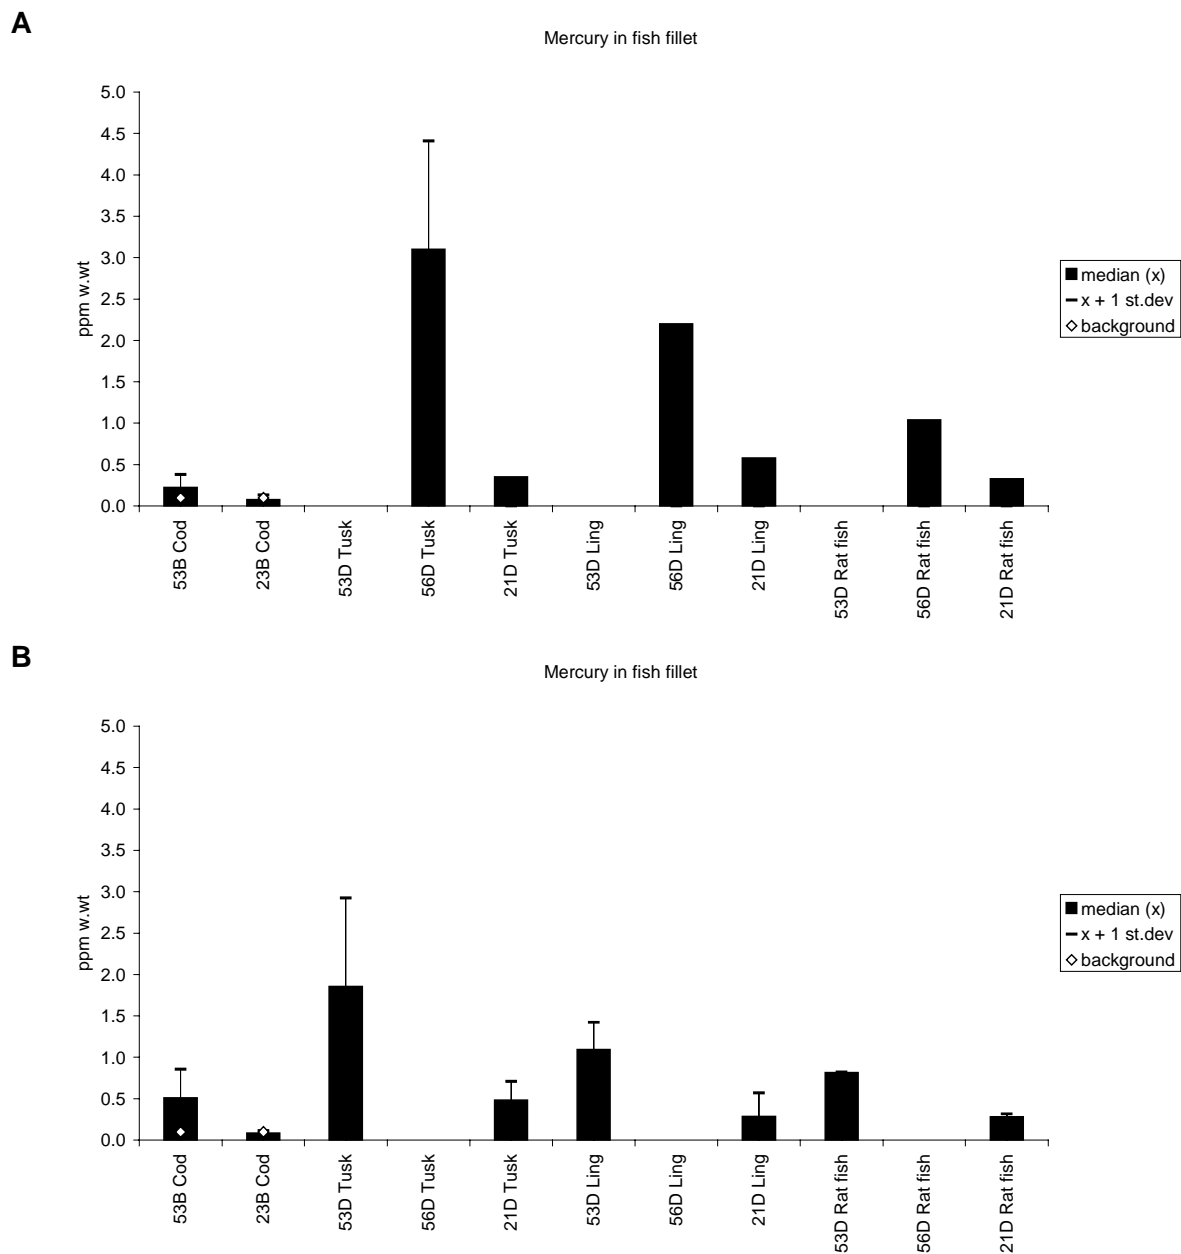 A
Mercury in fish fillet
5.0
4.5
4.0
3.5
3.0
2.5
2.0
1.5
1.0
0.5
0.0
ppm w.wt
median (x)
x + 1 st.dev
background
53B Cod
23B Cod
53D Tusk
56D Tusk
21D Tusk
53D Ling
56D Ling
21D Ling
53D Rat fish
56D Rat fish
21D Rat fish
B
Mercury in fish fillet
5.0
4.5
4.0
3.5
3.0
2.5
2.0
1.5
1.0
0.5
0.0
ppm w.wt
median (x)
x + 1 st.dev
background
53B Cod
23B Cod
53D Tusk
56D Tusk
21D Tusk
53D Ling
56D Ling
21D Ling
53D Rat fish
56D Rat fish
21D Rat fish